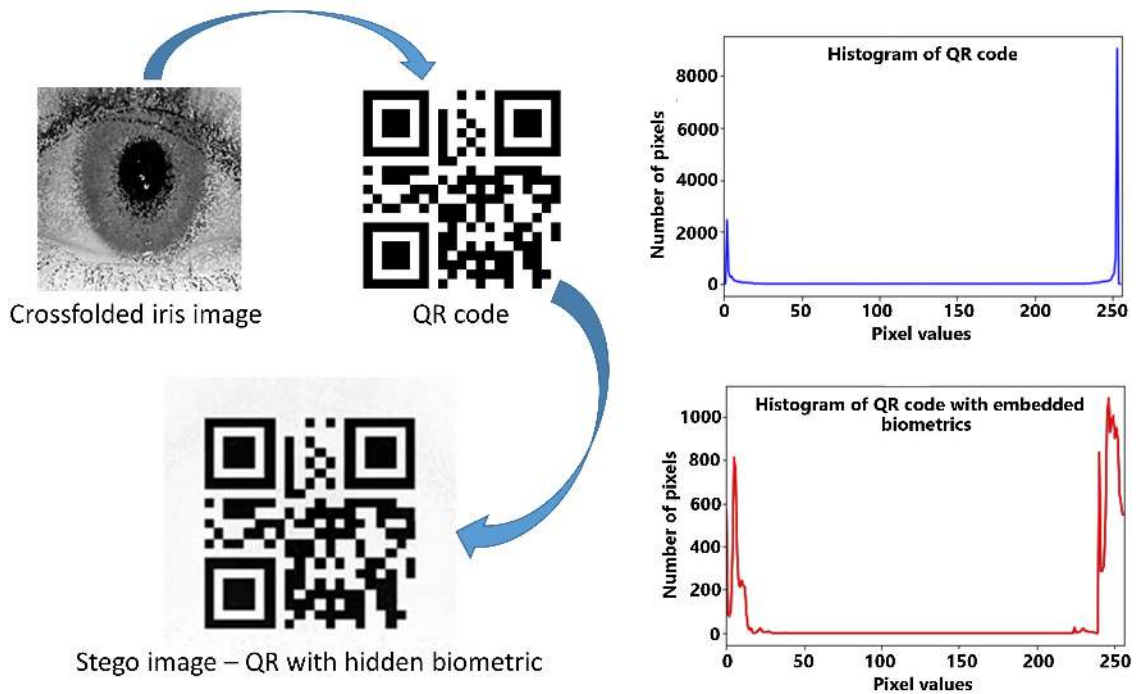 Crossfolded iris image
QR code
Stego image – QR with hidden biometric
Histogram of QR code
Number of pixels
8000
6000
4000
2000
0
0 50 100 150 200 250
Pixel values
Histogram of QR code with embedded
biometrics
Number of pixels
1000
800
600
400
200
0
0 50 100 150 200 250
Pixel values